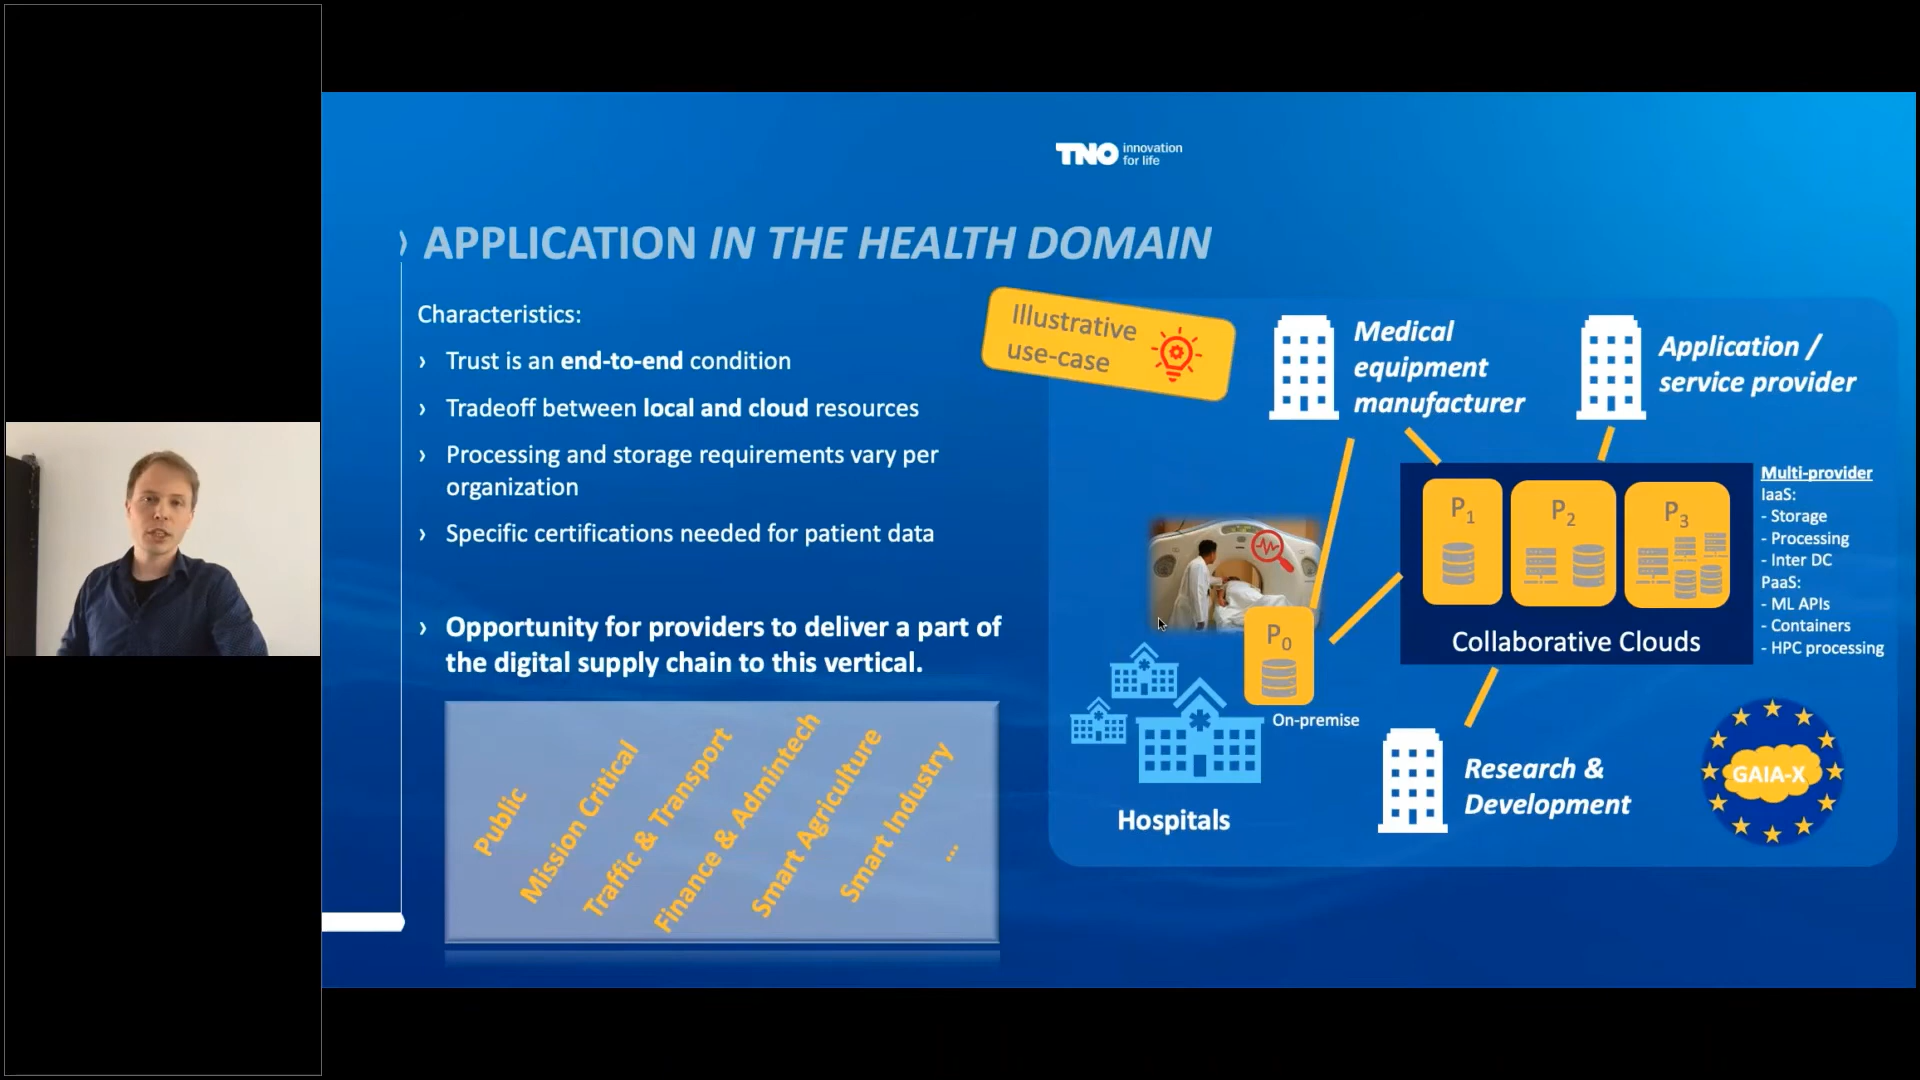 TNO innovation
for life
› APPLICATION IN THE HEALTH DOMAIN
Characteristics:
› Trust is an end-to-end condition
› Tradeoff between local and cloud resources
› Processing and storage requirements vary per
organization
› Specific certifications needed for patient data
› Opportunity for providers to deliver a part of
the digital supply chain to this vertical.
Public
Mission Critical
Traffic & Transport
Finance & Admintech
Smart Agriculture
Smart Industry
...
Illustrative
use-case
Medical
equipment
manufacturer
Application /
service provider
P1
P2
P3
Collaborative Clouds
Multi-provider
IaaS:
- Storage
- Processing
- Inter DC
PaaS:
- ML APIs
- Containers
- HPC processing
P0
On-premise
Hospitals
Research &
Development
GAIA-X